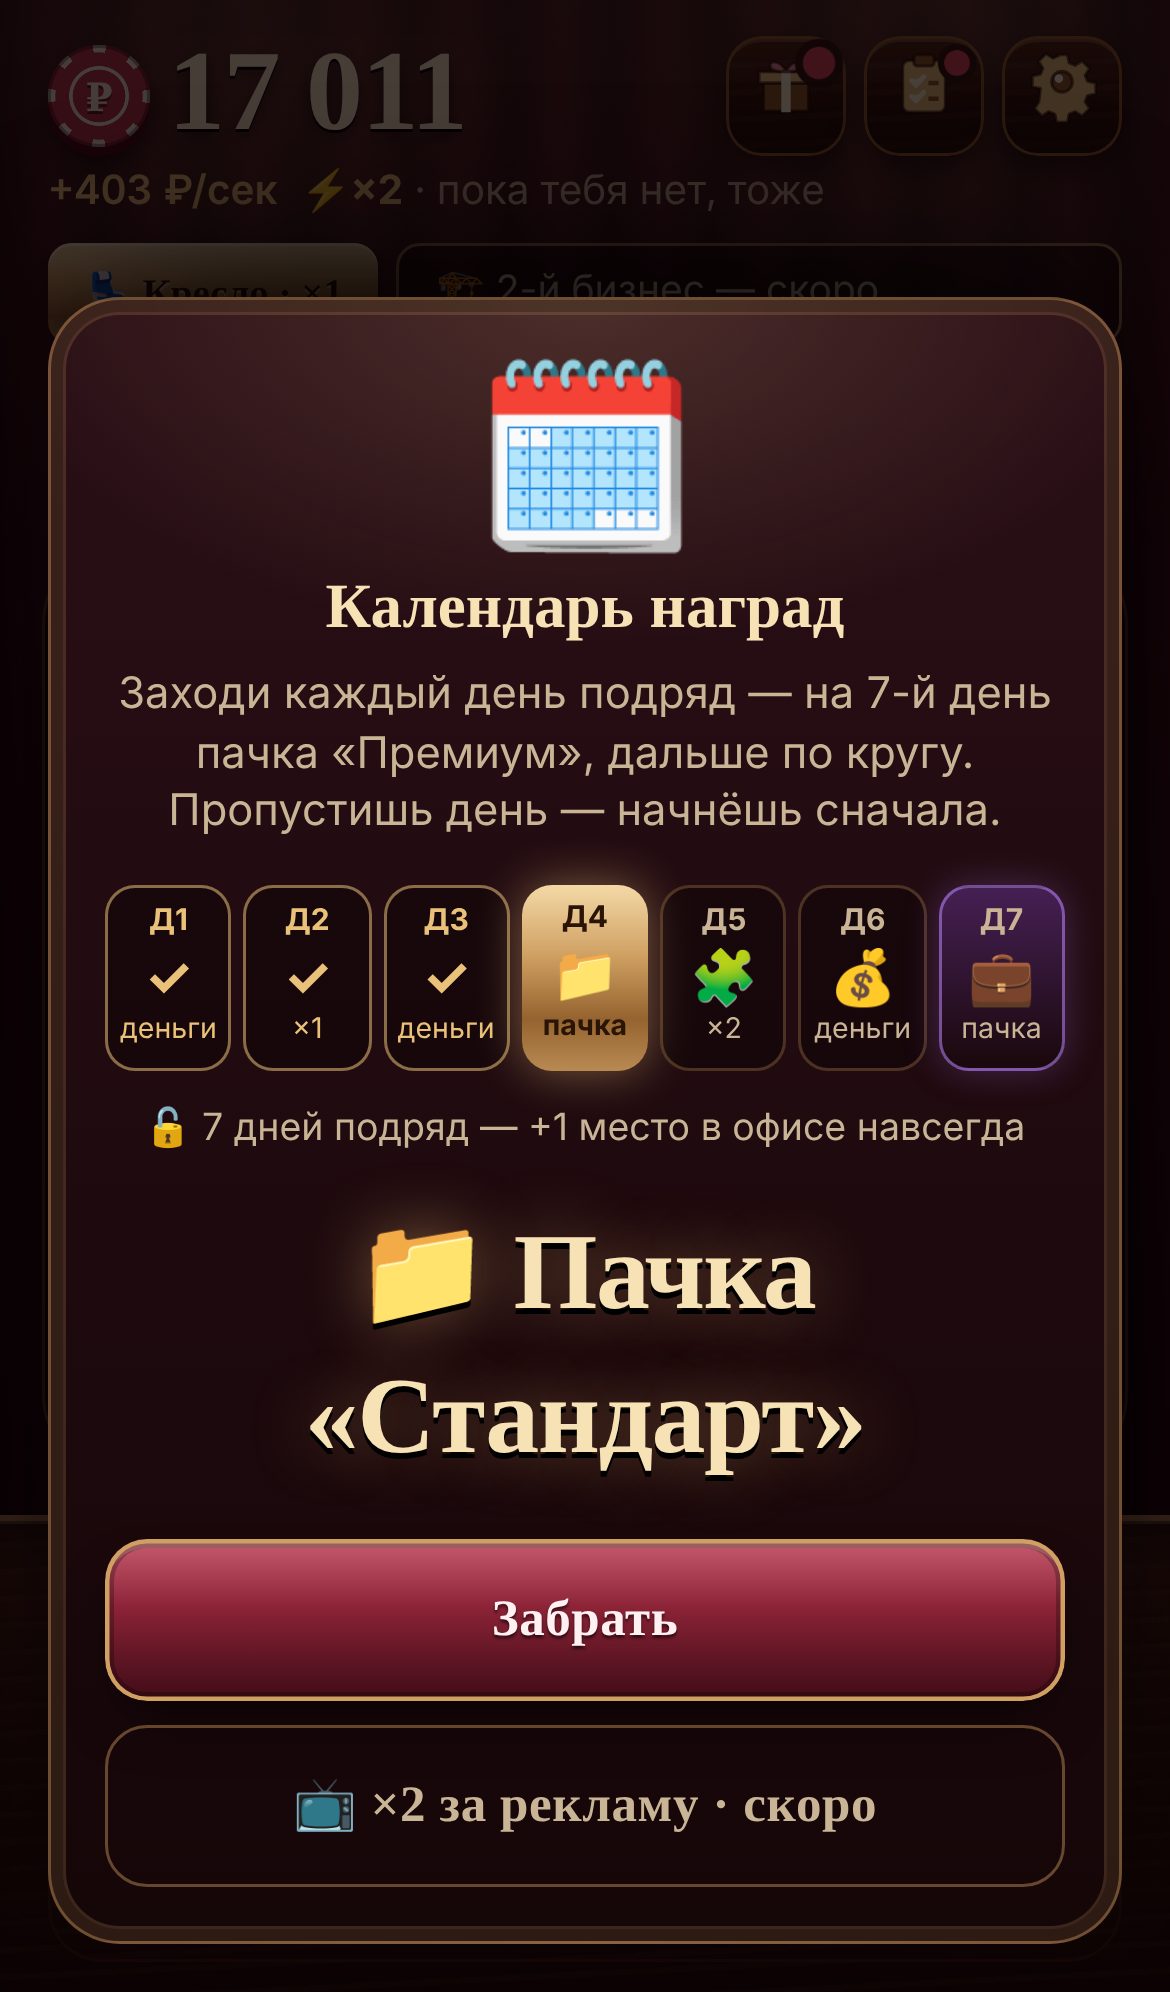 ₽ 17 011
+403 ₽/сек ⚡×2 · пока тебя нет, тоже
Кресло · ×1
2-й бизнес — скоро
Календарь наград
Заходи каждый день подряд — на 7-й день
пачка «Премиум», дальше по кругу.
Пропустишь день — начнёшь сначала.
Д1 Д2 Д3 Д4 Д5 Д6 Д7
деньги ×1 деньги пачка ×2 деньги пачка
7 дней подряд — +1 место в офисе навсегда
Пачка
«Стандарт»
Забрать
×2 за рекламу · скоро